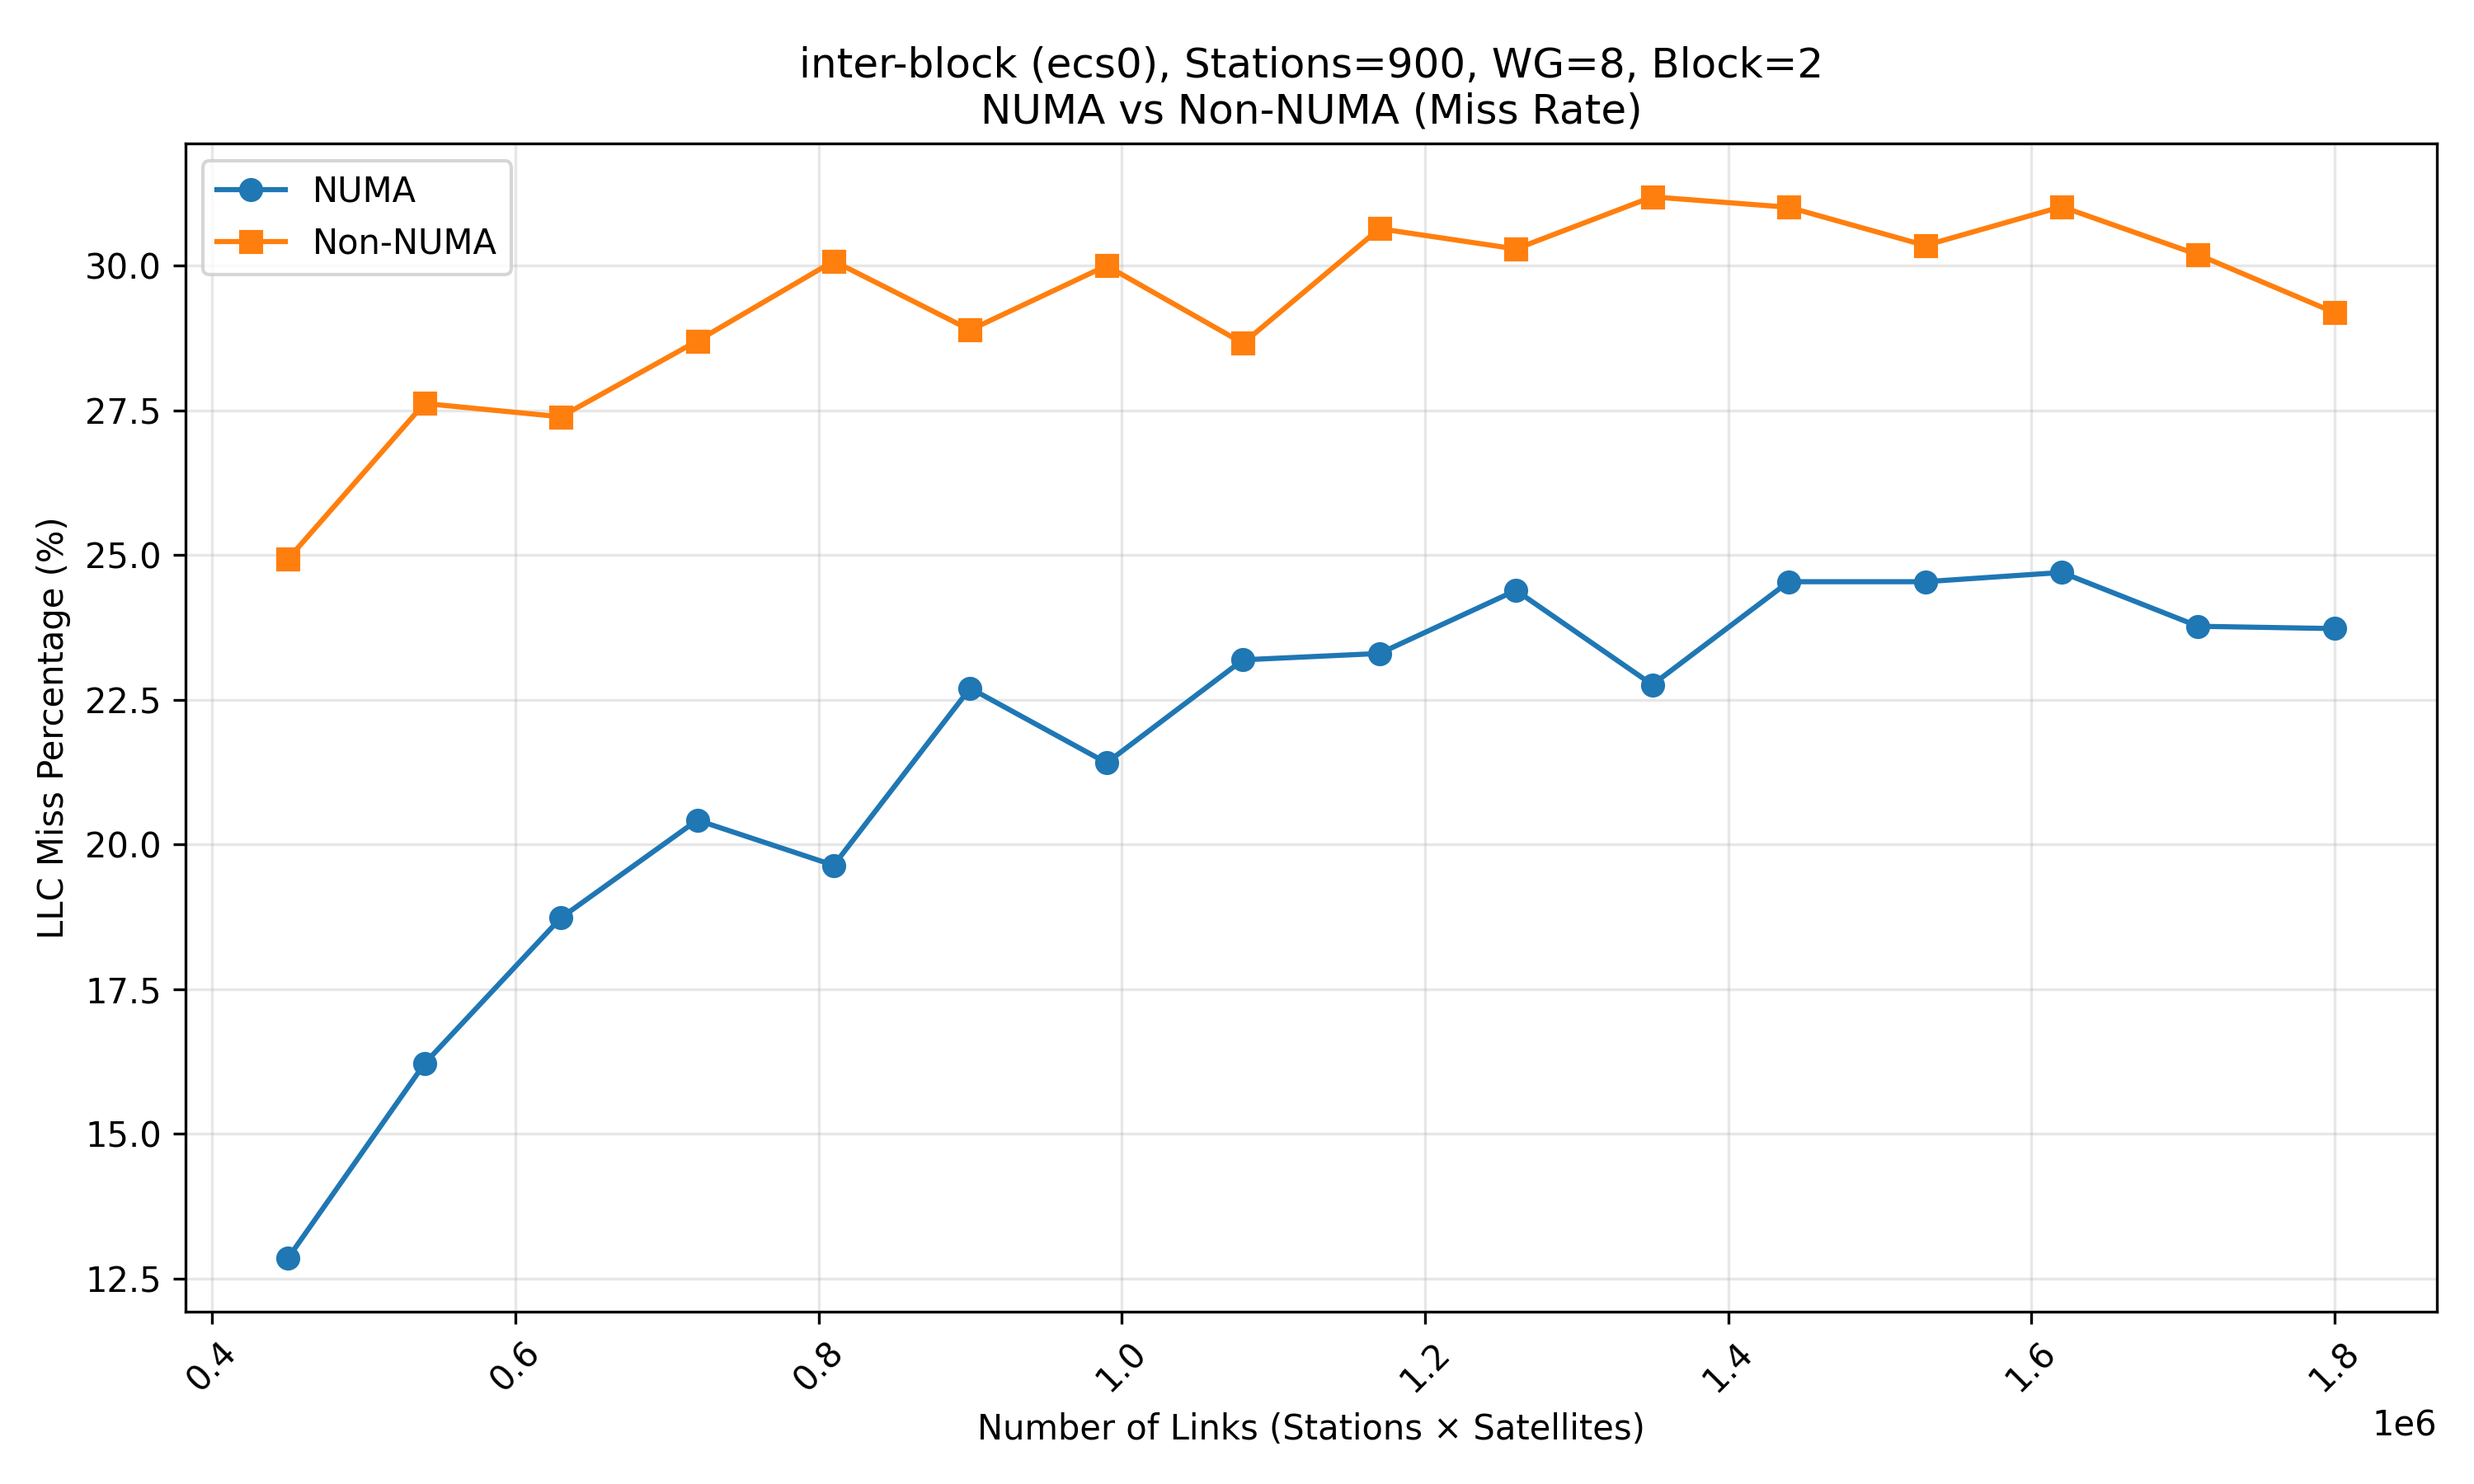 inter-block (ecs0), Stations=900, WG=8, Block=2
NUMA vs Non-NUMA (Miss Rate)
NUMA
Non-NUMA
LLC Miss Percentage (%)
30.0
27.5
25.0
22.5
20.0
17.5
15.0
12.5
0.4
0.6
0.8
1.0
1.2
1.4
1.6
1.8
1e6
Number of Links (Stations × Satellites)